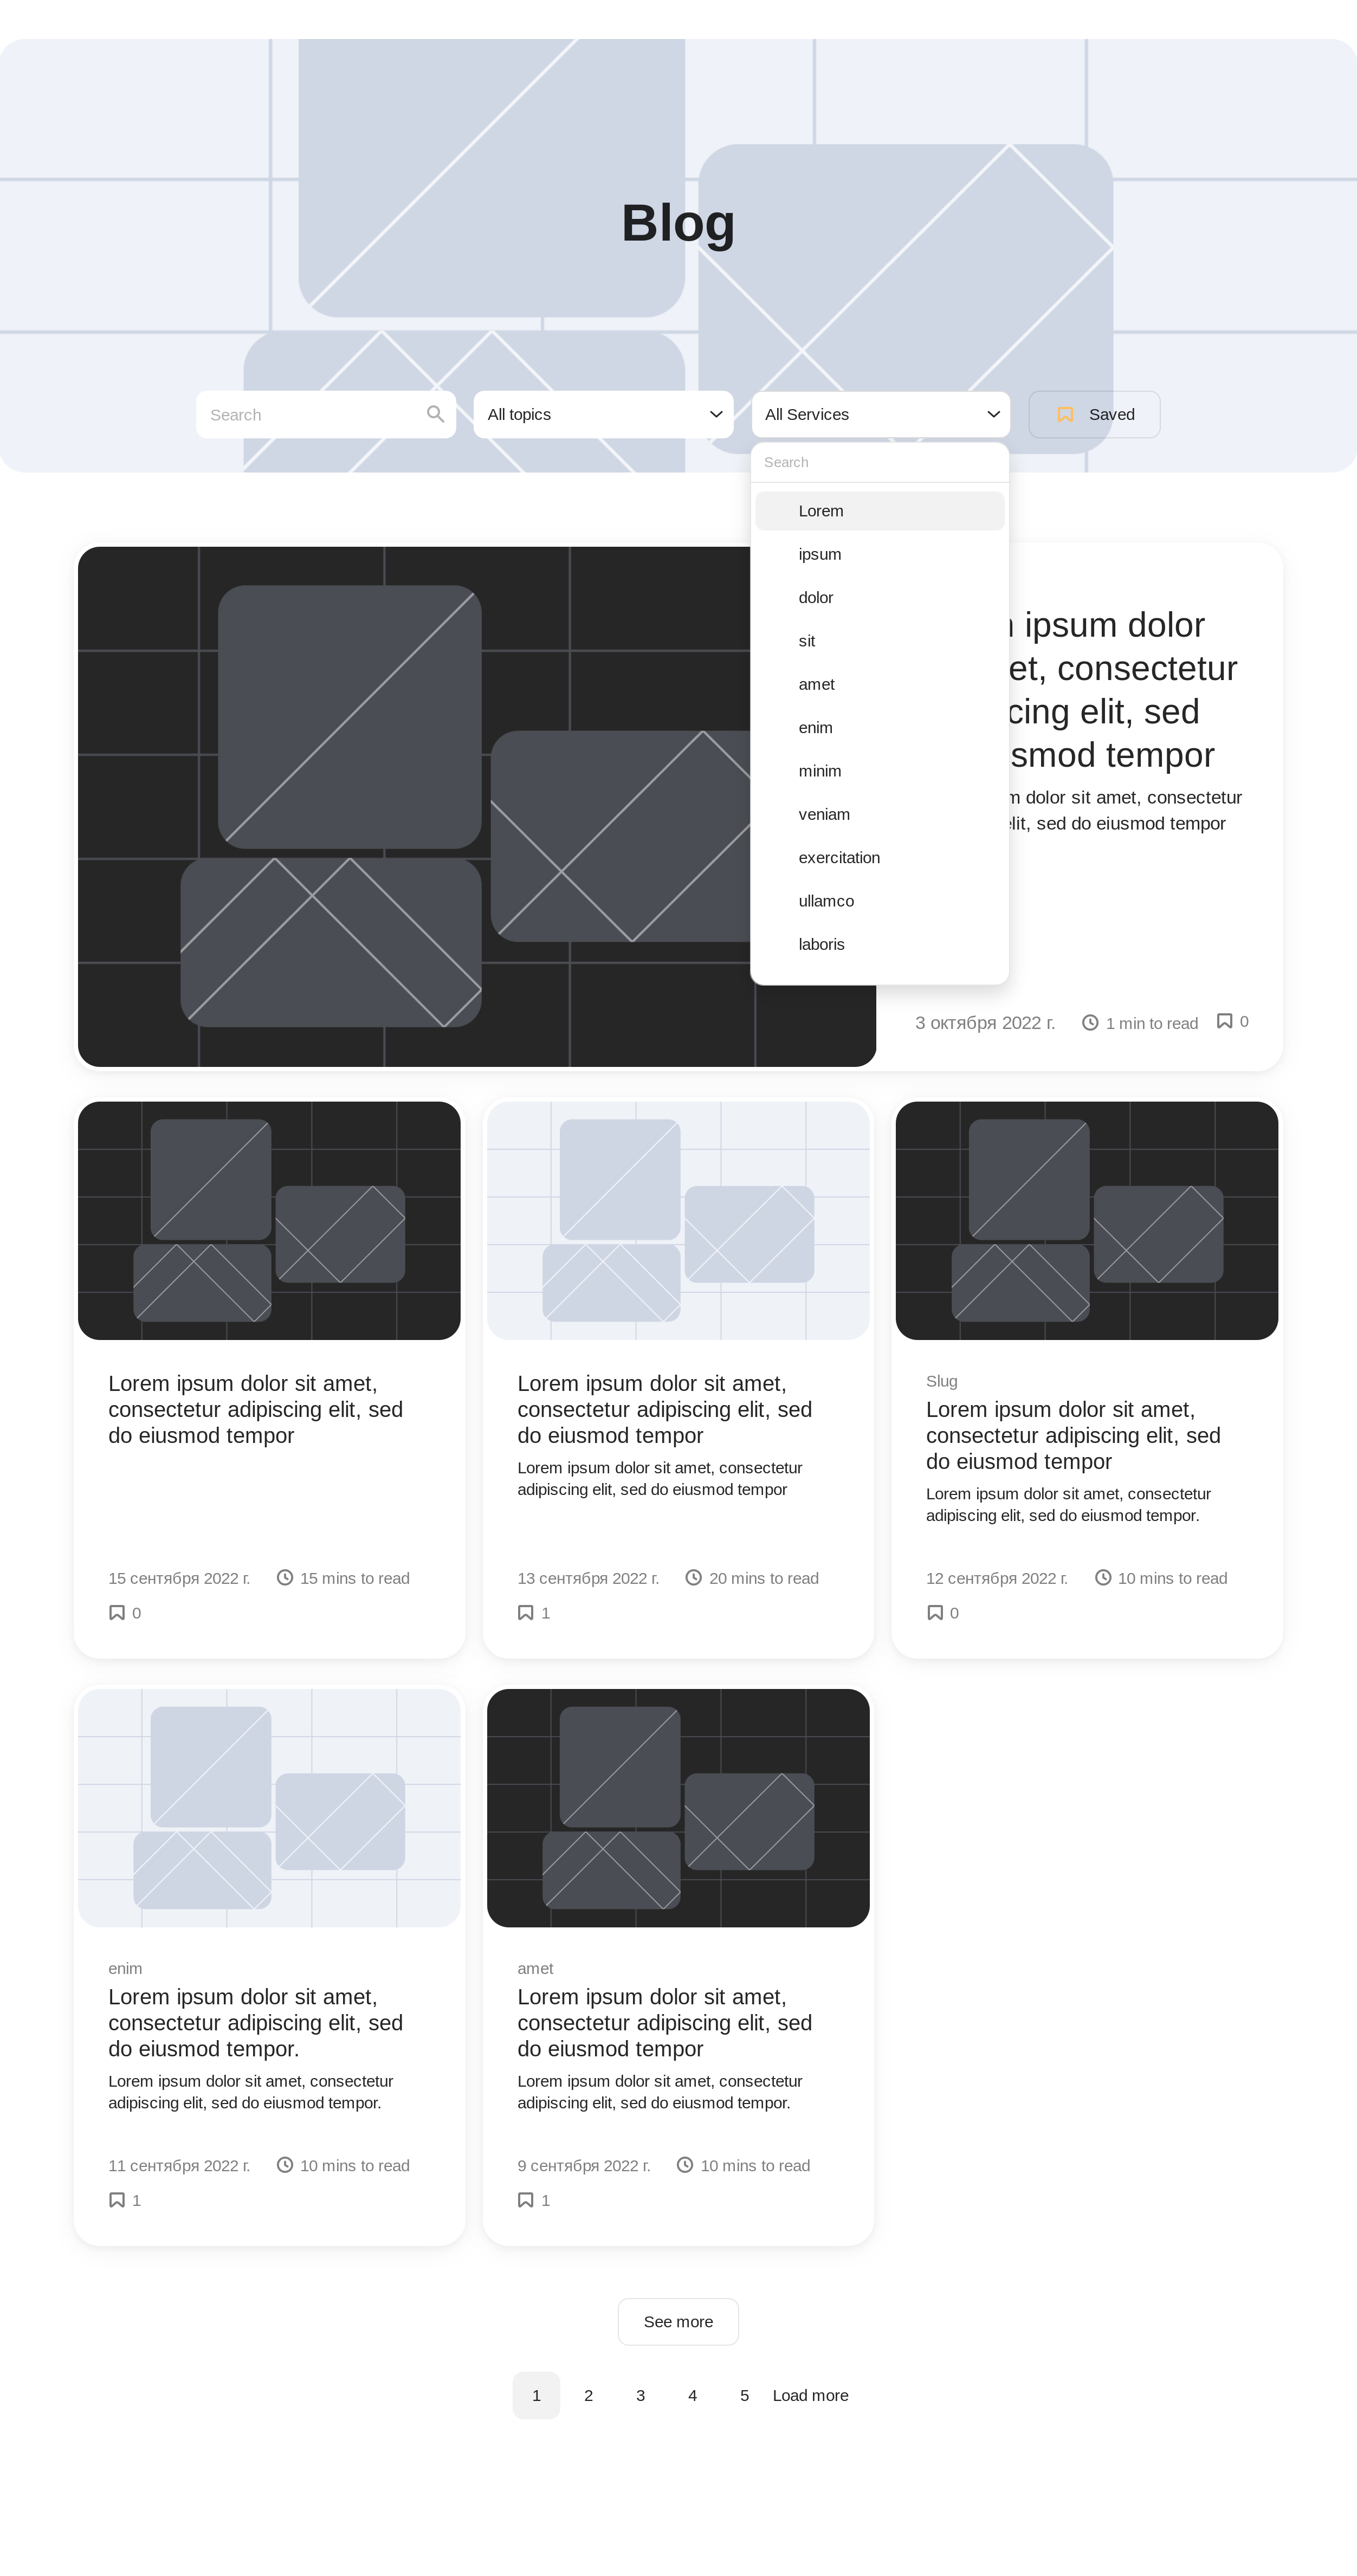 Blog
Search
All topics
All Services
Saved
Search
Lorem
ipsum
dolor
sit
amet
enim
minim
veniam
exercitation
ullamco
laboris
ipsum dolor
consectetur
elit, sed
tempor
dolor sit amet, consectetur
sed do eiusmod tempor
3 октября 2022 г.
1 min to read
0
Lorem ipsum dolor sit amet,
consectetur adipiscing elit, sed
do eiusmod tempor
15 сентября 2022 г.
15 mins to read
0
Lorem ipsum dolor sit amet,
consectetur adipiscing elit, sed
do eiusmod tempor
Lorem ipsum dolor sit amet, consectetur
adipiscing elit, sed do eiusmod tempor
13 сентября 2022 г.
20 mins to read
1
Slug
Lorem ipsum dolor sit amet,
consectetur adipiscing elit, sed
do eiusmod tempor
Lorem ipsum dolor sit amet, consectetur
adipiscing elit, sed do eiusmod tempor.
12 сентября 2022 г.
10 mins to read
0
enim
Lorem ipsum dolor sit amet,
consectetur adipiscing elit, sed
do eiusmod tempor.
Lorem ipsum dolor sit amet, consectetur
adipiscing elit, sed do eiusmod tempor.
11 сентября 2022 г.
10 mins to read
1
amet
Lorem ipsum dolor sit amet,
consectetur adipiscing elit, sed
do eiusmod tempor
Lorem ipsum dolor sit amet, consectetur
adipiscing elit, sed do eiusmod tempor.
9 сентября 2022 г.
10 mins to read
1
See more
1 2 3 4 5 Load more